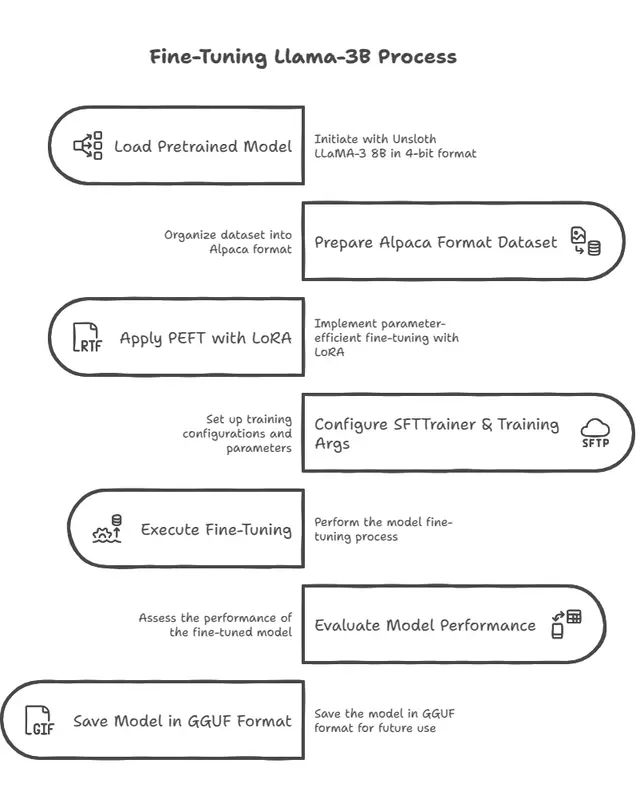 Fine-Tuning Llama-3B Process
Load Pretrained Model
Initiate with Unsloth
LLaMA-3 8B in 4-bit format
Organize dataset into
Alpaca format
Prepare Alpaca Format Dataset
RTF
Apply PEFT with LoRA
Implement parameter-
efficient fine-tuning with
LoRA
Set up training
configurations and
parameters
Configure SFTTrainer & Training
Args
SFTP
Execute Fine-Tuning
Perform the model fine-
tuning process
Assess the performance of
the fine-tuned model
Evaluate Model Performance
GIF
Save Model in GGUF Format
Save the model in GGUF
format for future use